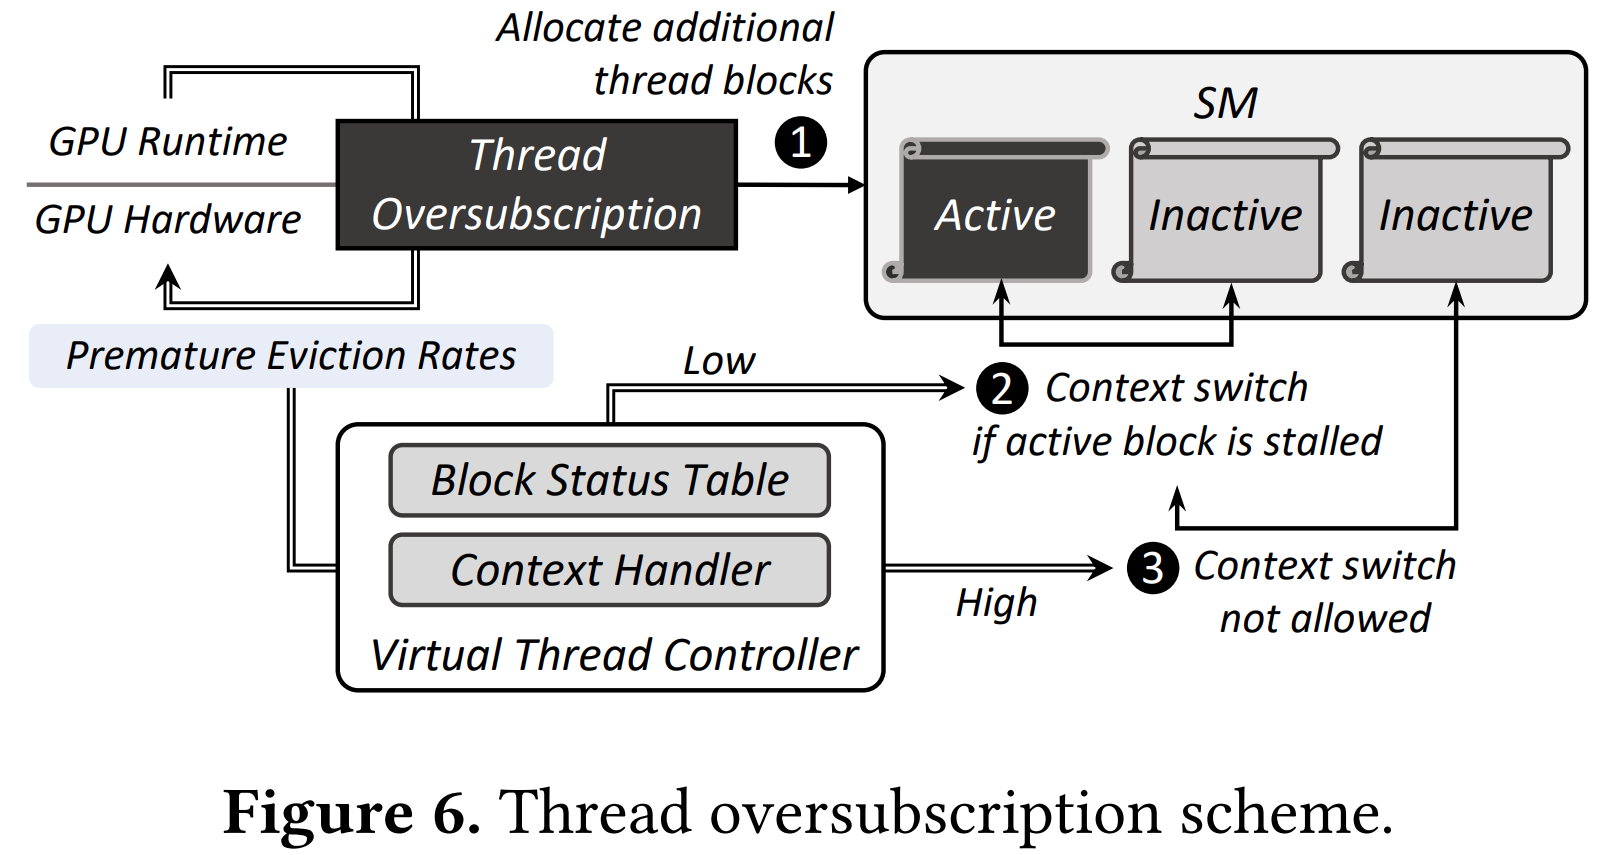 Allocate additional
thread blocks
GPU Runtime
GPU Hardware
Thread
Oversubscription
1
SM
Active
Inactive
Inactive
Premature Eviction Rates
Low
2 Context switch
if active block is stalled
Block Status Table
Context Handler
Virtual Thread Controller
High
3 Context switch
not allowed
Figure 6. Thread oversubscription scheme.